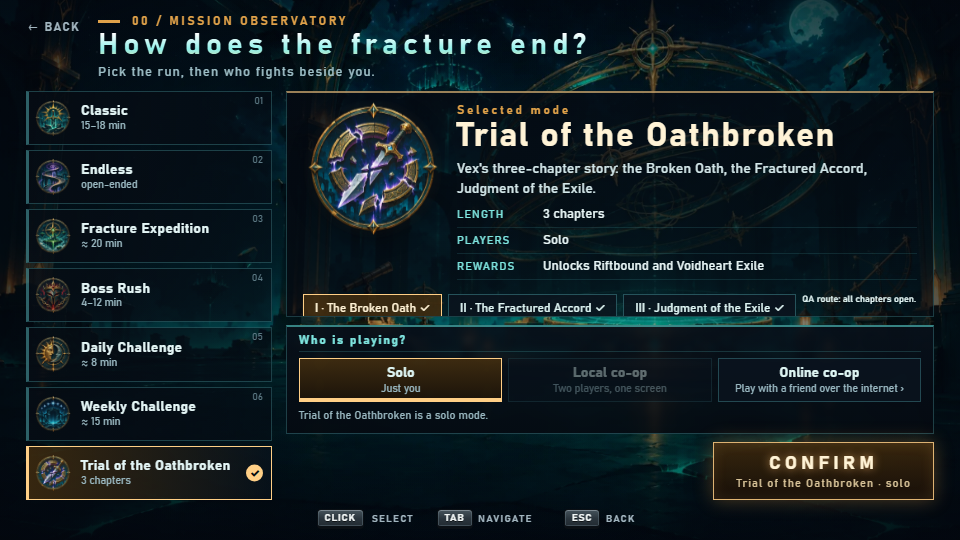 ← BACK
00 / MISSION OBSERVATORY
How does the fracture end?
Pick the run, then who fights beside you.
Classic
15–18 min
01
Endless
open-ended
02
Fracture Expedition
≈ 20 min
03
Boss Rush
4–12 min
04
Daily Challenge
≈ 8 min
05
Weekly Challenge
≈ 15 min
06
Trial of the Oathbroken
3 chapters
Selected mode
Trial of the Oathbroken
Vex's three-chapter story: the Broken Oath, the Fractured Accord,
Judgment of the Exile.
LENGTH 3 chapters
PLAYERS Solo
REWARDS Unlocks Riftbound and Voidheart Exile
I · The Broken Oath ✓
II · The Fractured Accord ✓
III · Judgment of the Exile ✓
QA route: all chapters open.
Who is playing?
Solo
Just you
Local co-op
Two players, one screen
Online co-op
Play with a friend over the internet ›
Trial of the Oathbroken is a solo mode.
CONFIRM
Trial of the Oathbroken · solo
CLICK SELECT TAB NAVIGATE ESC BACK